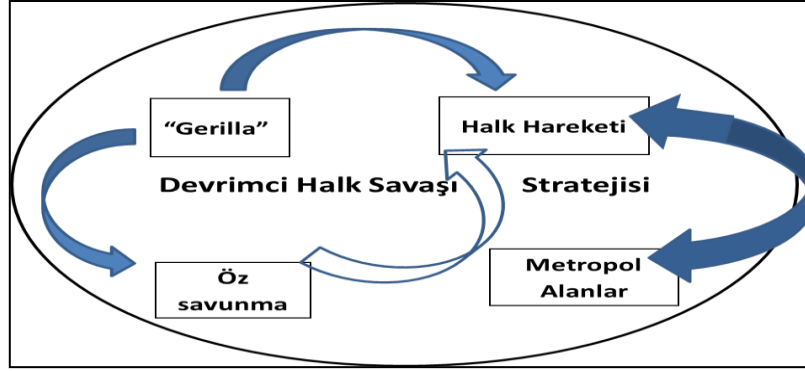 “Gerilla”
Halk Hareketi
Devrimci Halk Savaşı Stratejisi
Öz
savunma
Metropol
Alanlar